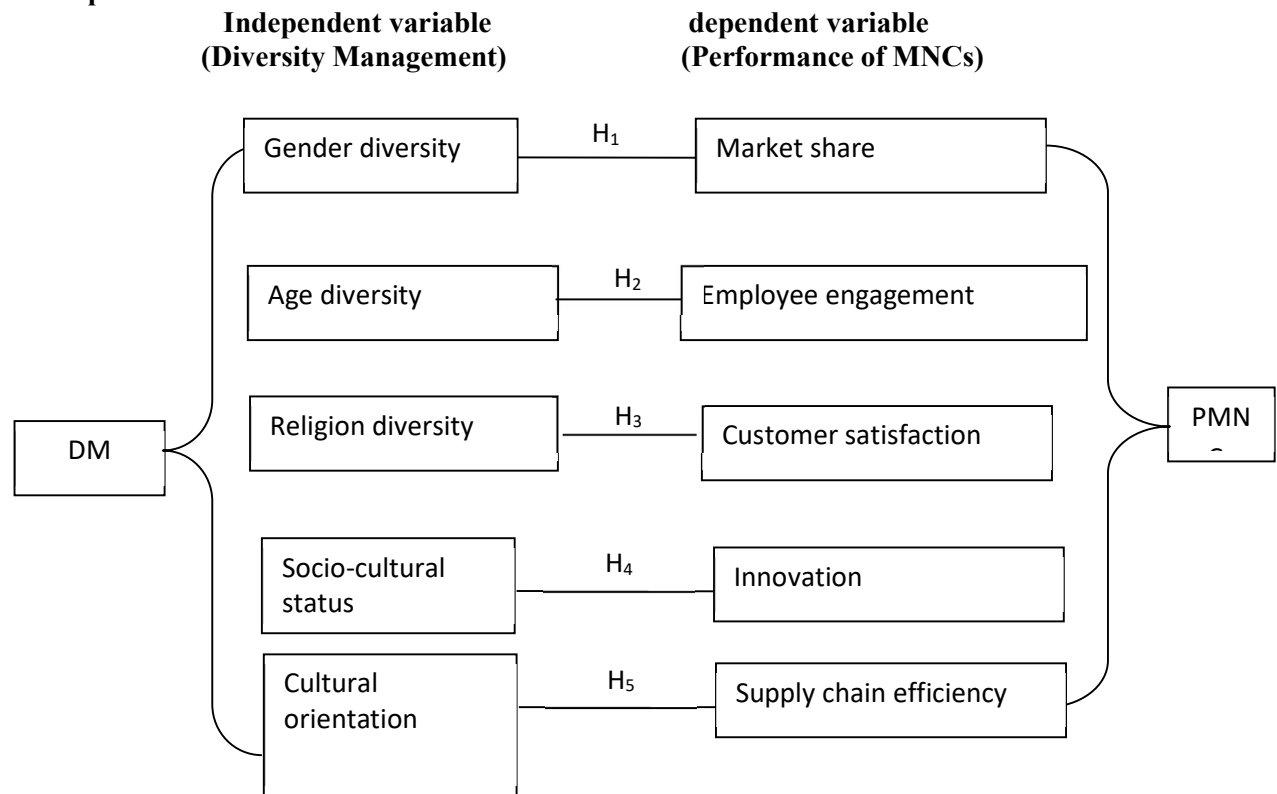 Independent variable dependent variable
(Diversity Management) (Performance of MNCs)
Gender diversity H₁ Market share
Age diversity H₂ Employee engagement
Religion diversity H₃ Customer satisfaction
DM PMN
Socio-cultural H₄ Innovation
status
Cultural H₅ Supply chain efficiency
orientation